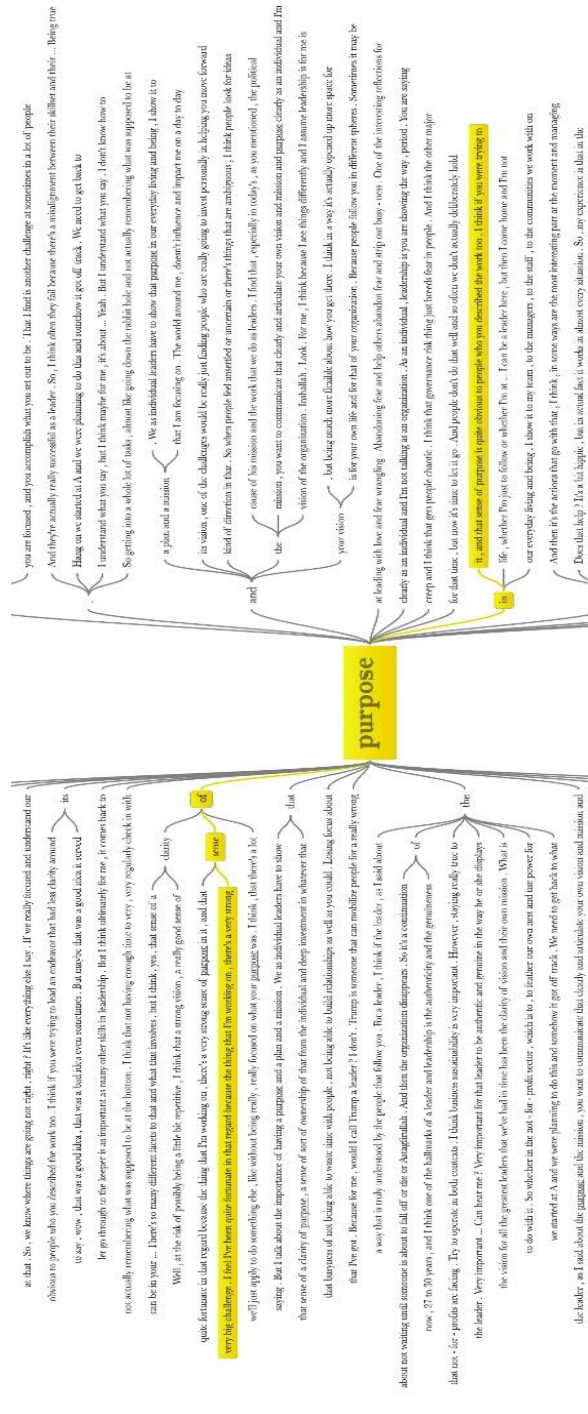 at that . So , we know where things are going not right , right ? It's like everything else I say . If we really focused and understand our
its
obvious to people who you described the work too . I think if you were trying to lead an endeavor that had less clarity around
to say , wow , that was a good idea , that was a bad idea even sometimes . But maybe that was a good idea it served
let go through to the keeper is as important as many other skills in leadership . But I think ultimately for me , it comes back to
not actually remembering what was supposed to be at the bottom . I think that not having enough time to very , very regularly check in with
can be in your ... There's so many different facets to that and what that involves , but I think , yes , that sense of a
clarity
Well , at the risk of possibly being a little bit repetitive , I think that a strong vision , a really good sense of
of
quite fortunate in that regard because the thing that I'm working on , there's a very strong sense of purpose in it , and that
sense
very big challenge . I feel I've been quite fortunate in that regard because the thing that I'm working on , there's a very strong
we'll just apply to do something else , like without being really , really focused on what your purpose was . I think , that there's a lot
saying . But I talk about the importance of having a purpose and a plan and a mission . We as individual leaders have to show
that
that sense of a clarity of purpose , a sense of sort of ownership of that from the individual and deep investment in whatever that
that busyness of not being able to waste time with people , not being able to build relationships as well as you could . Losing focus about
that I've got . Because for me , would I call Trump a leader ? I don't . Trump is someone that can mobilize people for a really wrong
a way that is truly understood by the people that follow you . For a leader , I think if the leader , as I said about
the
about not waiting until someone is about to fall off or die or Astagfirullah . And then the organization disappears . So it's a continuation
of
now , 27 to 30 years , and I think one of the hallmarks of a leader and leadership is the authenticity and the genuineness
that not - for - profits are facing . Try to operate in both contexts . I think business sustainability is very important . However , staying really true to
the leader . Very important ... Can hear me ? Very important for that leader to be authentic and genuine in the way he or she displays
the vision for all the greatest leaders that we've had in time has been the clarity of vision and their own mission . What is
to do with it . So whether in the not - for - profit sector , which is to , to feather our own nest and use power for
we started at A and we were planning to do this and somehow it got off track . We need to get back to what
the leader , as I said about the purpose and the mission , you want to communicate that clearly and articulate your own vision and mission and
purpose
you are focused , and you accomplish what you set out to be . That I find is another challenge at sometimes in a lot of people
.
And they're actually really successful as a leader . So , I think often they fail because there's a misalignment between their skillset and their ... Being true
Hang on we started at A and we were planning to do this and somehow it got off track . We need to get back to
I understand what you say , but I think maybe for me , it's about ... Yeah . But I understand what you say . I don't know how to
So getting into a whole lot of tasks , almost like going down the rabbit hole and not actually remembering what was supposed to be at
and
a plan and a mission
. We as individual leaders have to show that purpose in our everyday living and being , I show it to
that I am focusing on . The world around me , doesn't influence and impact me on a day to day
its vision , one of the challenges would be really just finding people who are really going to invest personally in helping you move forward
kind of direction in that . So when people feel unsettled or uncertain or there's things that are ambiguous , I think people look for ideas
the
cause of his mission and the work that we do as leaders . I find that , especially in today's , as you mentioned , the political
mission , you want to communicate that clearly and articulate your own vision and mission and purpose clearly as an individual and I'm
vision of the organization . Inshallah . Look . For me , I think because I see things differently and I assume leadership is for me is
your vision
, but being much more flexible about how you got there . I think in a way it's actually opened up more space for
is for your own life and for that of your organization . Because people follow you in different spheres . Sometimes it may be
at leading with love and fear wrangling . Abandoning fear and help others abandon fear and strip our busy - ness . One of the interesting reflections for
clearly as an individual and I'm not talking as an organization . As an individual , leadership is you are showing the way , period . You are saying
creep and I think that gets people chaotic . I think that governance risk thing just breeds fear in people . And I think the other major
for that time , but now it's time to let it go . And people don't do that well and so often we don't actually deliberately hold
in
it , and that sense of purpose is quite obvious to people who you described the work too . I think if you were trying to
life , whether I'm just to follow or whether I'm at ... I can be a leader here , but then I come home and I'm not
our everyday living and being , I show it to my team , to the managers , to the staff , to the communities we work with on
And then it's the actions that go with that , I think , in some ways are the most interesting part at the moment and managing
Does that help ? It's a bit hippie , but in actual fact it works in almost every situation . So , my experience is that in the